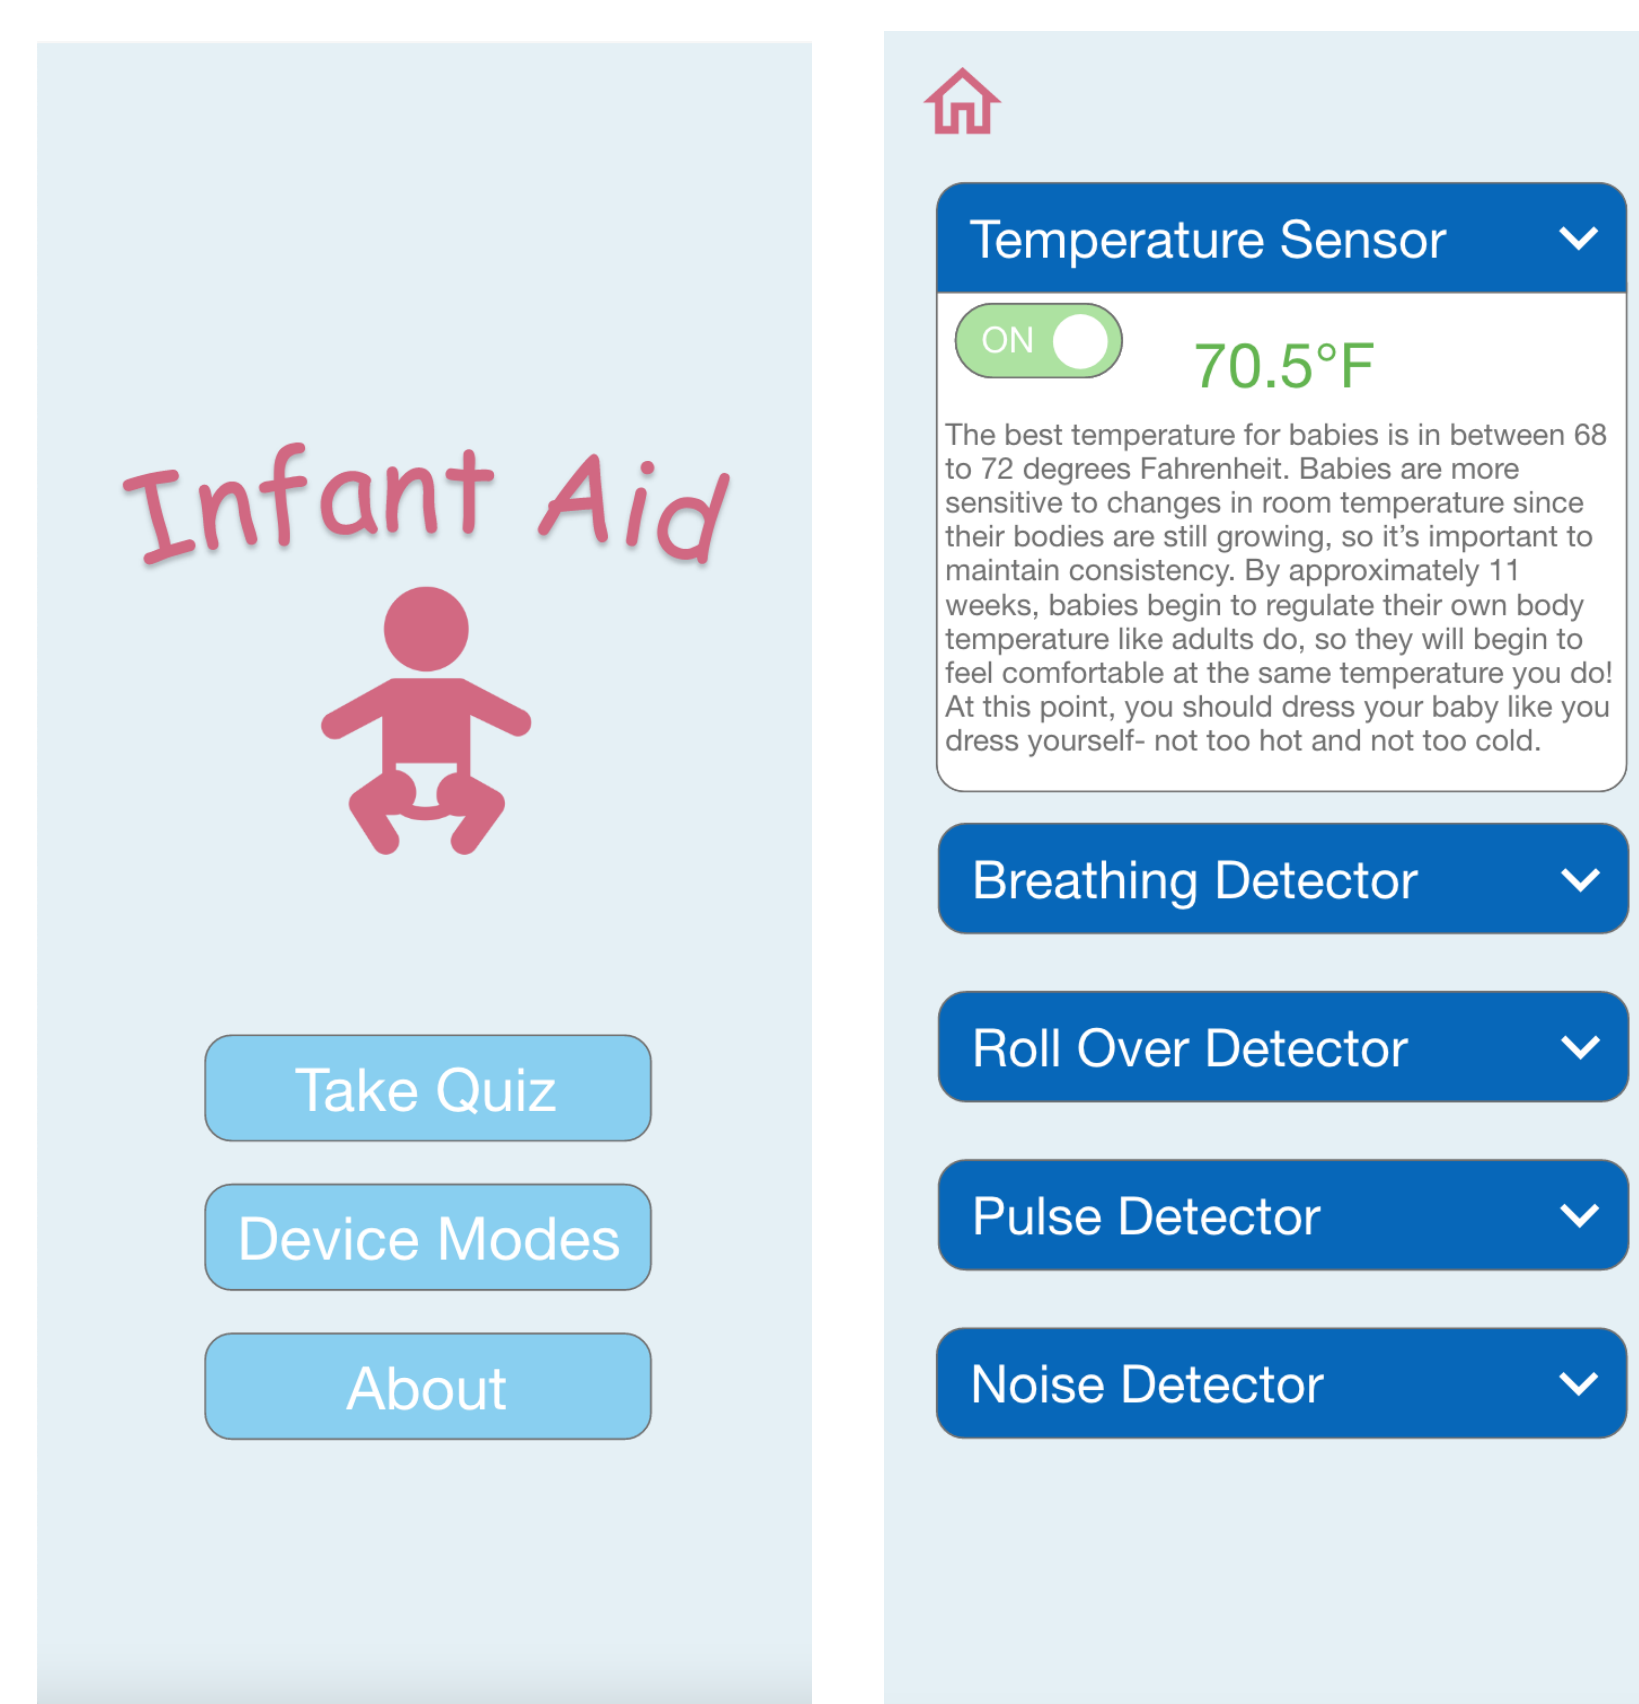 Infant Aid
Take Quiz
Device Modes
About
Temperature Sensor
ON
70.5°F
The best temperature for babies is in between 68
to 72 degrees Fahrenheit. Babies are more
sensitive to changes in room temperature since
their bodies are still growing, so it’s important to
maintain consistency. By approximately 11
weeks, babies begin to regulate their own body
temperature like adults do, so they will begin to
feel comfortable at the same temperature you do!
At this point, you should dress your baby like you
dress yourself- not too hot and not too cold.
Breathing Detector
Roll Over Detector
Pulse Detector
Noise Detector